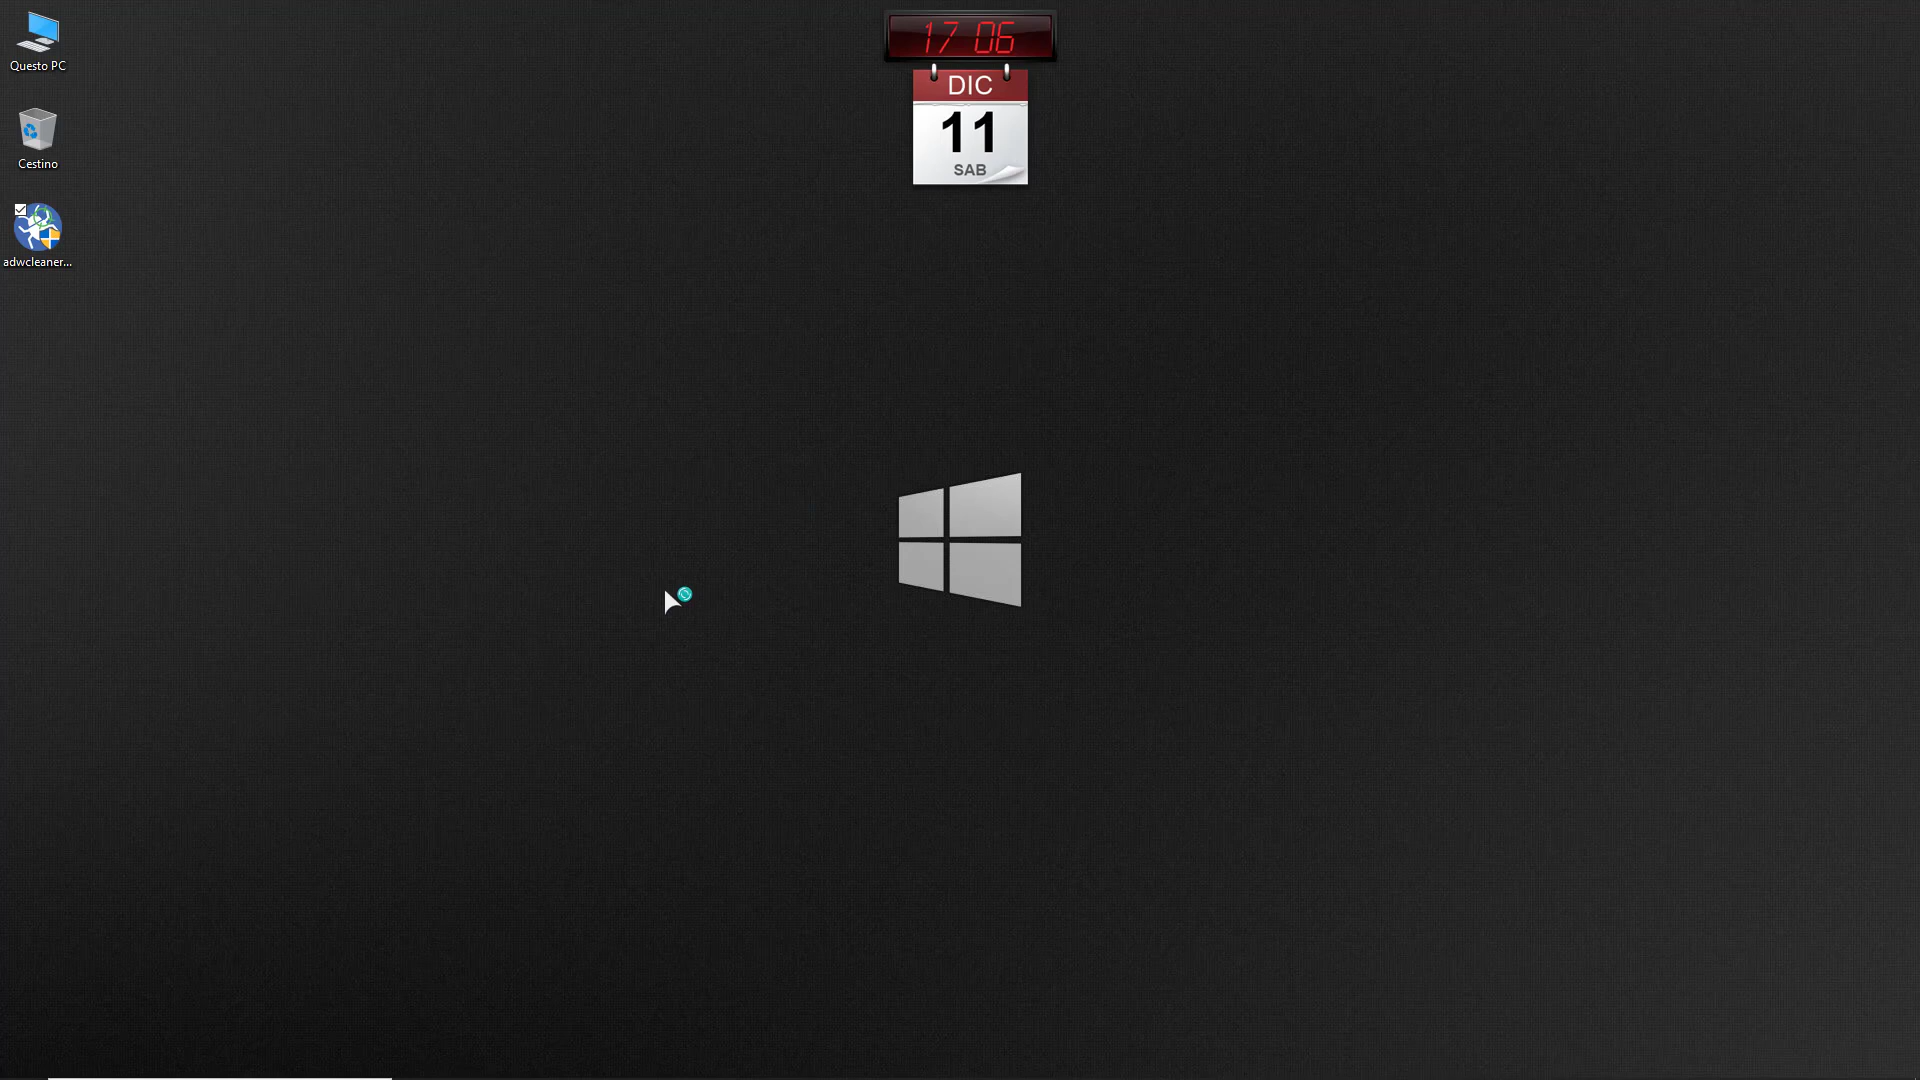 Questo PC
Cestino
adwcleaner...
17 06
DIC
11
SAB